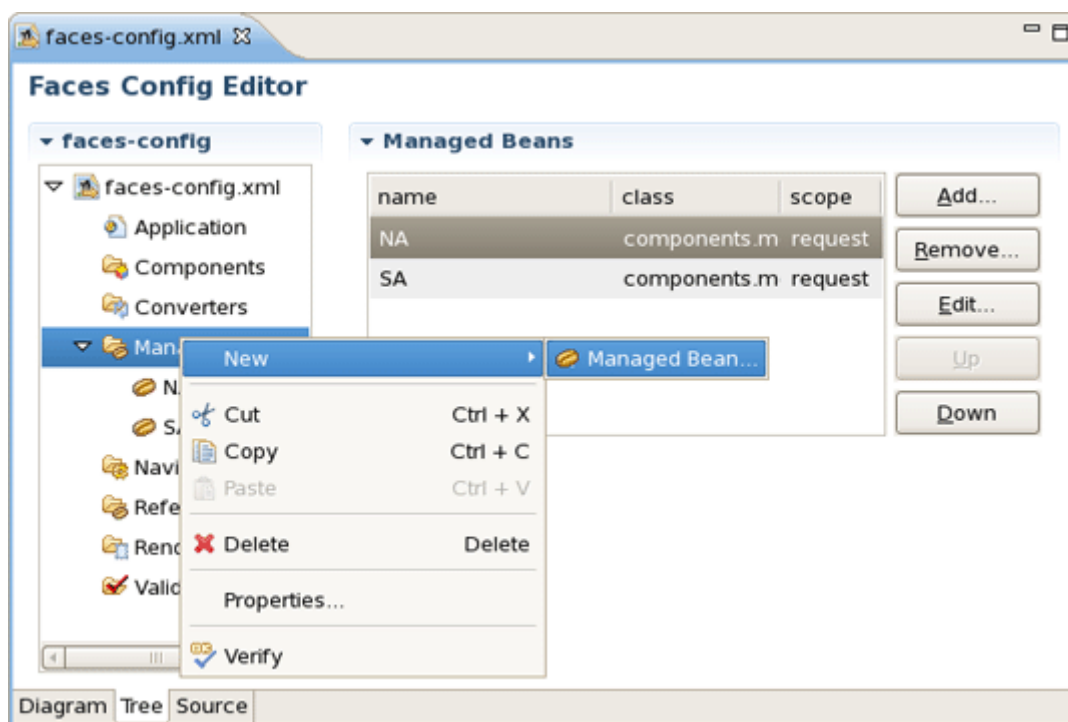 faces-config.xml
Faces Config Editor
faces-config
Managed Beans
faces-config.xml
Application
Components
Converters
name class scope
NA components.m request
SA components.m request
Add...
Remove...
Edit...
Up
Down
New
Managed Bean...
Cut Ctrl + X
Copy Ctrl + C
Paste Ctrl + V
Delete Delete
Properties...
Verify
Diagram Tree Source